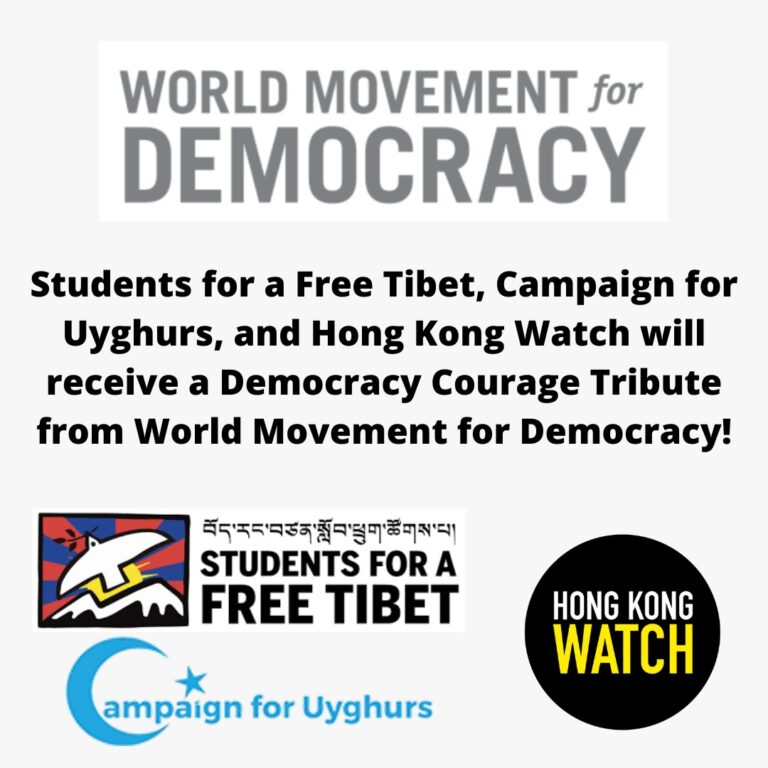 WORLD MOVEMENT for
DEMOCRACY
Students for a Free Tibet, Campaign for
Uyghurs, and Hong Kong Watch will
receive a Democracy Courage Tribute
from World Movement for Democracy!
བོད་རང་བཙན་སློབ་ཕྲུག་ཚོགས་པ།
STUDENTS FOR A
FREE TIBET
Campaign for Uyghurs
HONG KONG
WATCH